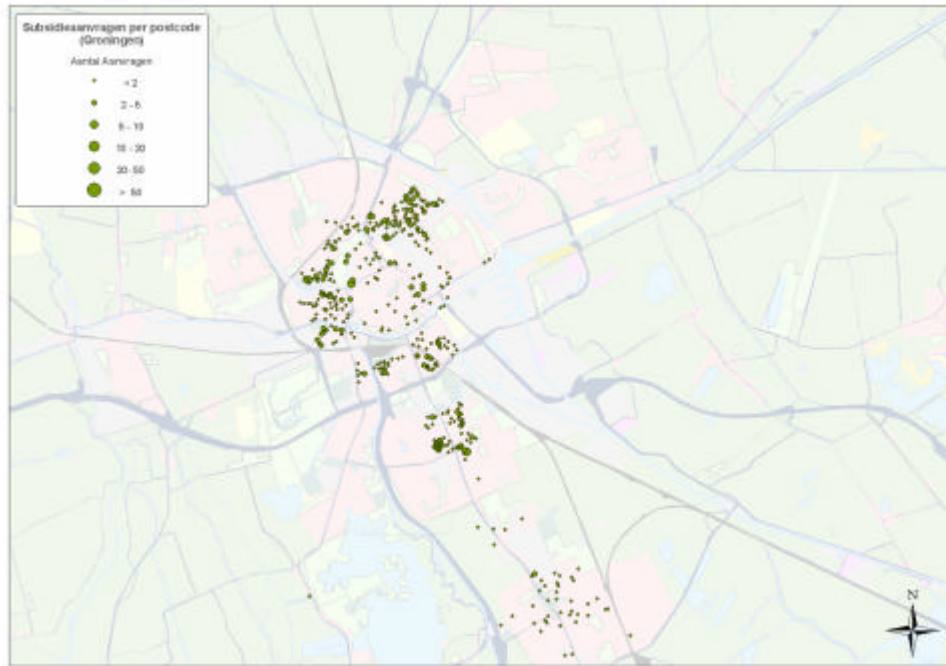 Subsidieaanvragen per postcode
(Groningen)
Aantal Aanvragen
< 2
2 - 5
5 - 10
10 - 20
20 - 50
> 50
N